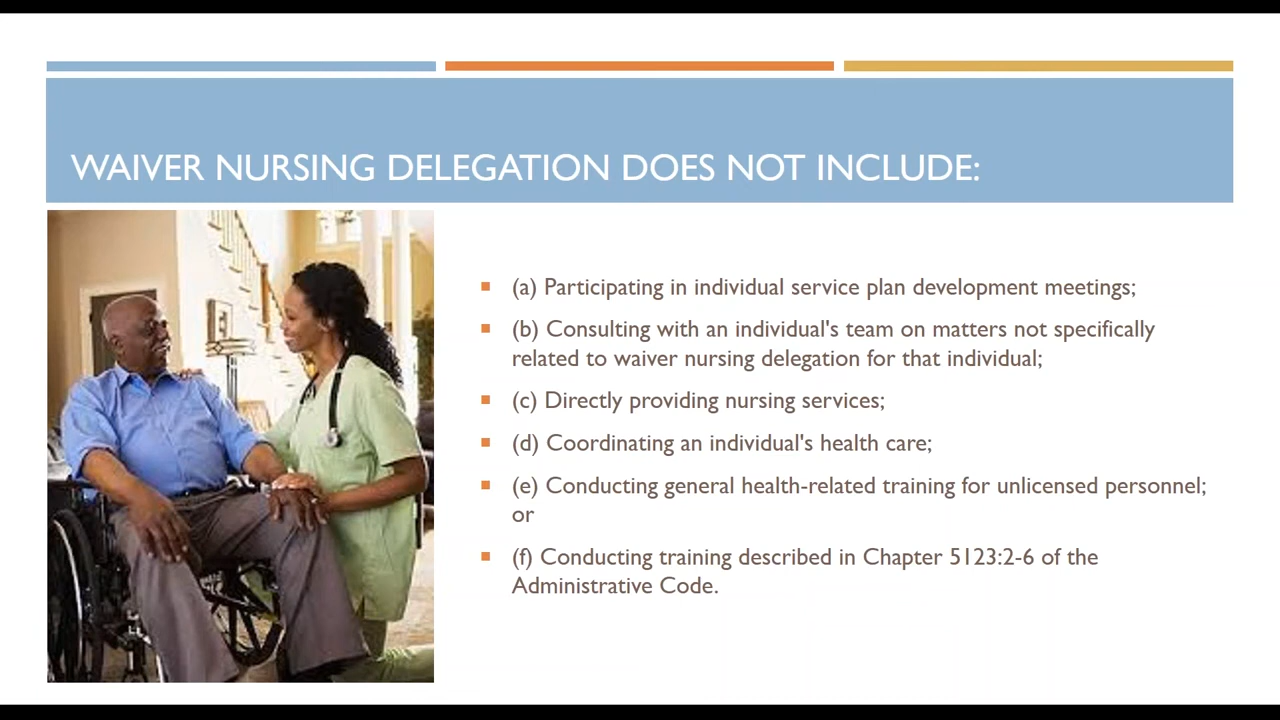 WAIVER NURSING DELEGATION DOES NOT INCLUDE:
(a) Participating in individual service plan development meetings;
(b) Consulting with an individual's team on matters not specifically
related to waiver nursing delegation for that individual;
(c) Directly providing nursing services;
(d) Coordinating an individual's health care;
(e) Conducting general health-related training for unlicensed personnel;
or
(f) Conducting training described in Chapter 5123:2-6 of the
Administrative Code.